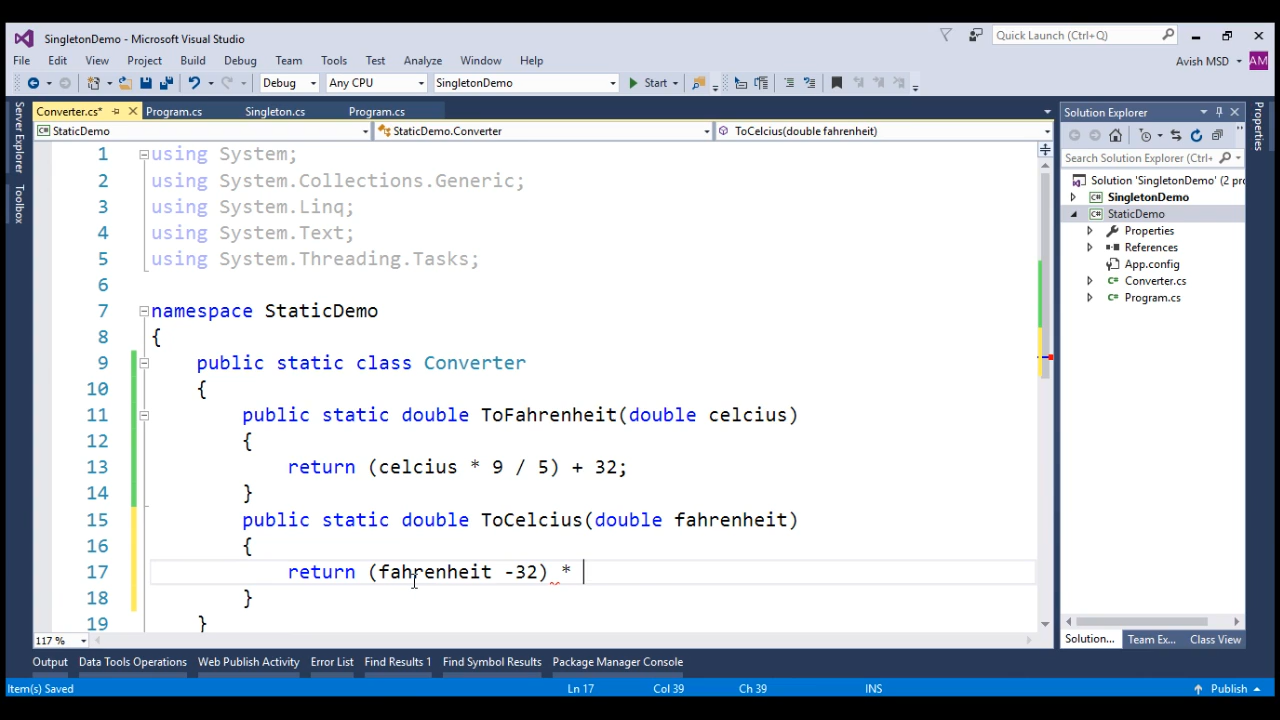 SingletonDemo - Microsoft Visual Studio
Quick Launch (Ctrl+Q)
File Edit View Project Build Debug Team Tools Test Analyze Window Help
Avish MSD AM
Debug Any CPU SingletonDemo Start
Converter.cs* Program.cs Singleton.cs Program.cs
StaticDemo StaticDemo.Converter ToCelcius(double fahrenheit)
Server Explorer
Toolbox
1 using System;
2 using System.Collections.Generic;
3 using System.Linq;
4 using System.Text;
5 using System.Threading.Tasks;
6
7 namespace StaticDemo
8 {
9 public static class Converter
10 {
11 public static double ToFahrenheit(double celcius)
12 {
13 return (celcius * 9 / 5) + 32;
14 }
15 public static double ToCelcius(double fahrenheit)
16 {
17 return (fahrenheit -32) *
18 }
19 }
117 %
Solution Explorer
Search Solution Explorer (Ctrl+
Solution 'SingletonDemo' (2 pro
C# SingletonDemo
C# StaticDemo
Properties
References
App.config
C# Converter.cs
C# Program.cs
Solution... Team Ex... Class View
Properties
Output Data Tools Operations Web Publish Activity Error List Find Results 1 Find Symbol Results Package Manager Console
Item(s) Saved Ln 17 Col 39 Ch 39 INS Publish